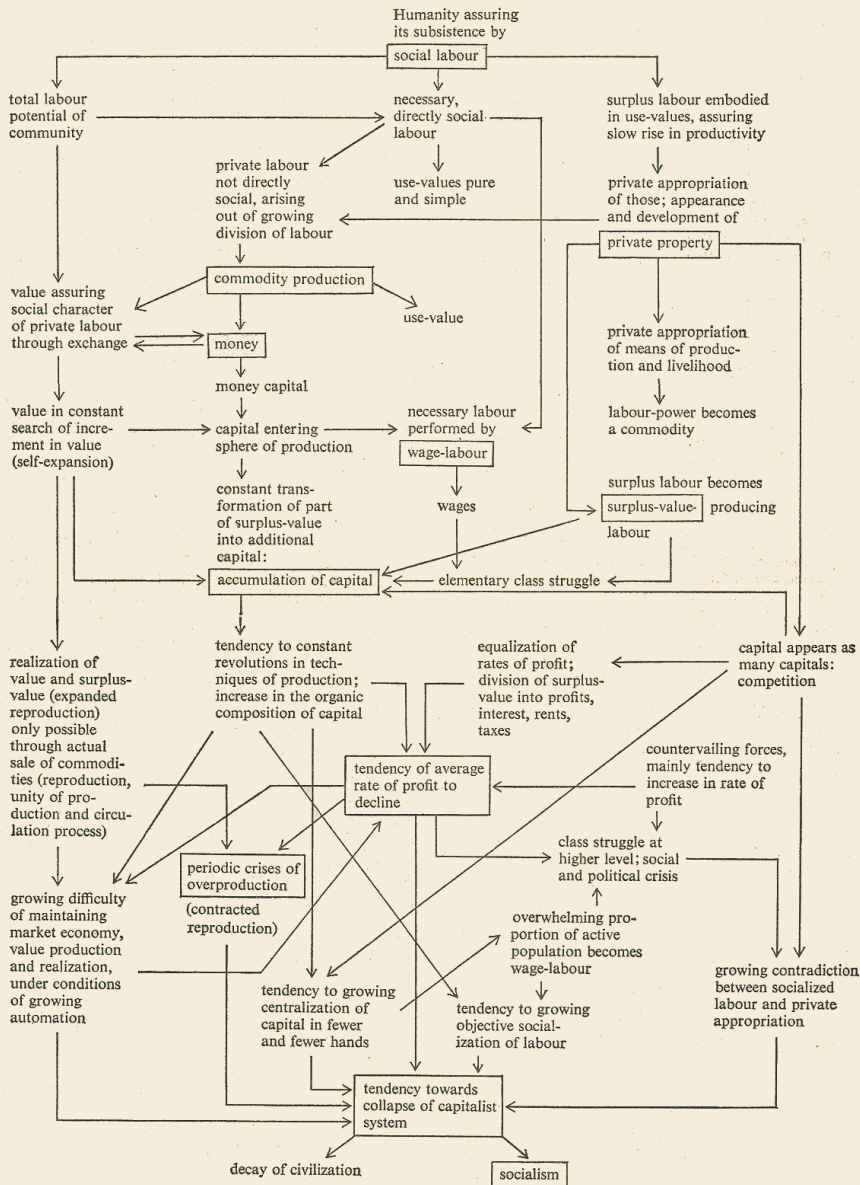 Humanity assuring
its subsistence by
social labour
total labour
potential of
community
necessary,
directly social
labour
surplus labour embodied
in use-values, assuring
slow rise in productivity
private labour
not directly
social, arising
out of growing
division of labour
use-values pure
and simple
private appropriation
of those; appearance
and development of
private property
commodity production
value assuring
social character
of private labour
through exchange
use-value
money
private appropriation
of means of produc-
tion and livelihood
money capital
value in constant
search of incre-
ment in value
(self-expansion)
capital entering
sphere of production
necessary labour
performed by
wage-labour
labour-power becomes
a commodity
constant trans-
formation of part
of surplus-value
into additional
capital:
wages
surplus labour becomes
surplus-value- producing
labour
accumulation of capital
elementary class struggle
realization of
value and surplus-
value (expanded
reproduction)
only possible
through actual
sale of commodi-
ties (reproduction,
unity of pro-
duction and circu-
lation process)
tendency to constant
revolutions in tech-
niques of production;
increase in the organic
composition of capital
equalization of
rates of profit;
division of surplus-
value into profits,
interest, rents,
taxes
capital appears as
many capitals:
competition
tendency of average
rate of profit to
decline
countervailing forces,
mainly tendency to
increase in rate of
profit
periodic crises of
overproduction
(contracted
reproduction)
class struggle at
higher level; social
and political crisis
growing difficulty
of maintaining
market economy,
value production
and realization,
under conditions
of growing
automation
overwhelming pro-
portion of active
population becomes
wage-labour
tendency to growing
centralization of
capital in fewer
and fewer hands
tendency to growing
objective social-
ization of labour
growing contradiction
between socialized
labour and private
appropriation
tendency towards
collapse of capitalist
system
decay of civilization
socialism